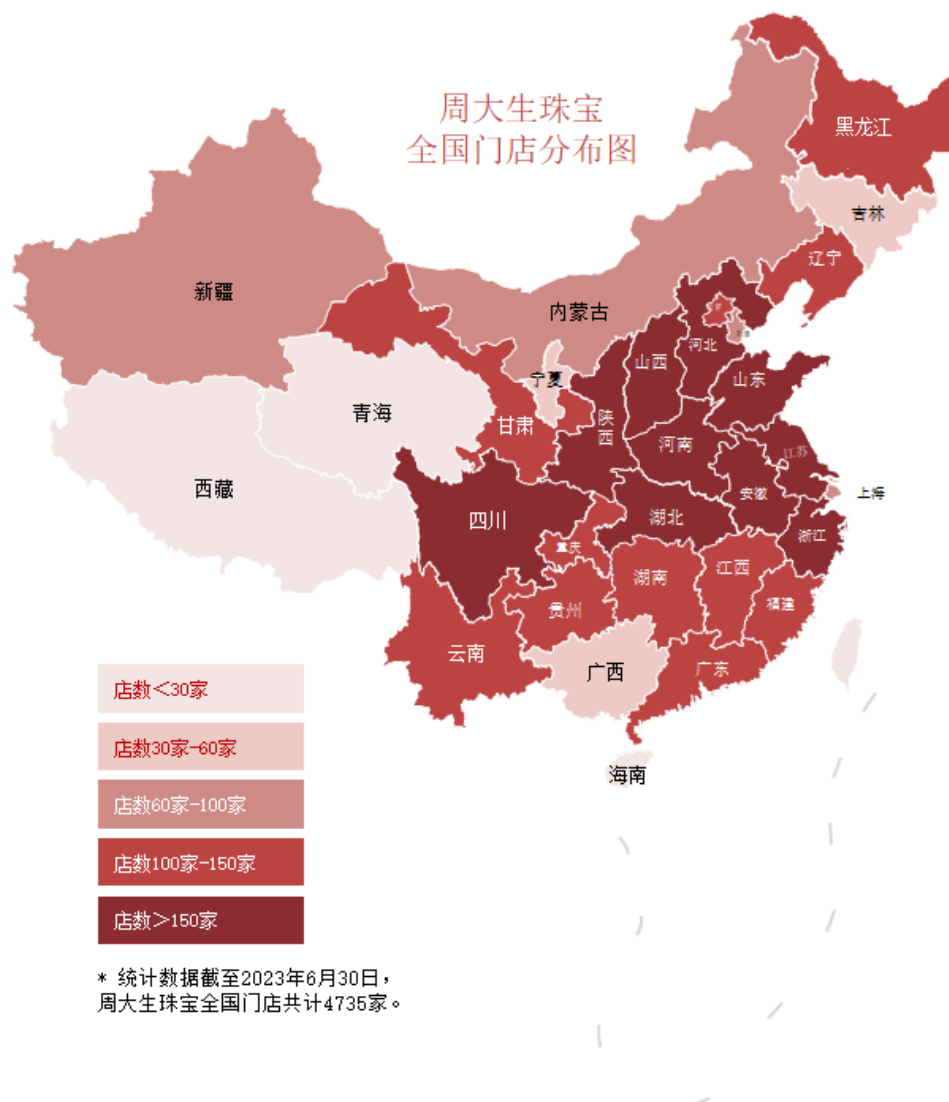 周大生珠宝
全国门店分布图
黑龙江
吉林
辽宁
新疆
内蒙古
河北
山西
山东
宁夏
青海
甘肃
陕西
河南
江苏
西藏
安徽
上海
四川
湖北
浙江
重庆
湖南
江西
贵州
福建
云南
广西
广东
海南
店数<30家
店数30家-60家
店数60家-100家
店数100家-150家
店数>150家
* 统计数据截至2023年6月30日，
周大生珠宝全国门店共计4735家。